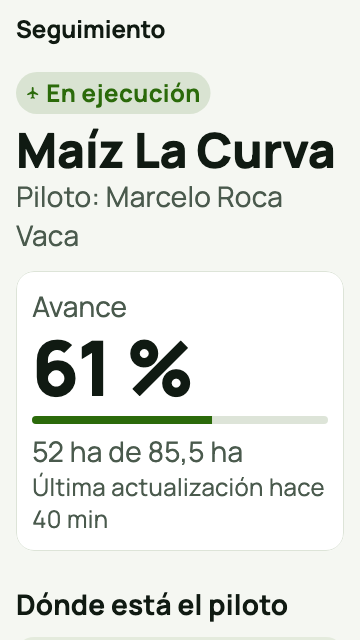 Seguimiento
En ejecución
Maíz La Curva
Piloto: Marcelo Roca
Vaca
Avance
61 %
52 ha de 85,5 ha
Última actualización hace
40 min
Dónde está el piloto